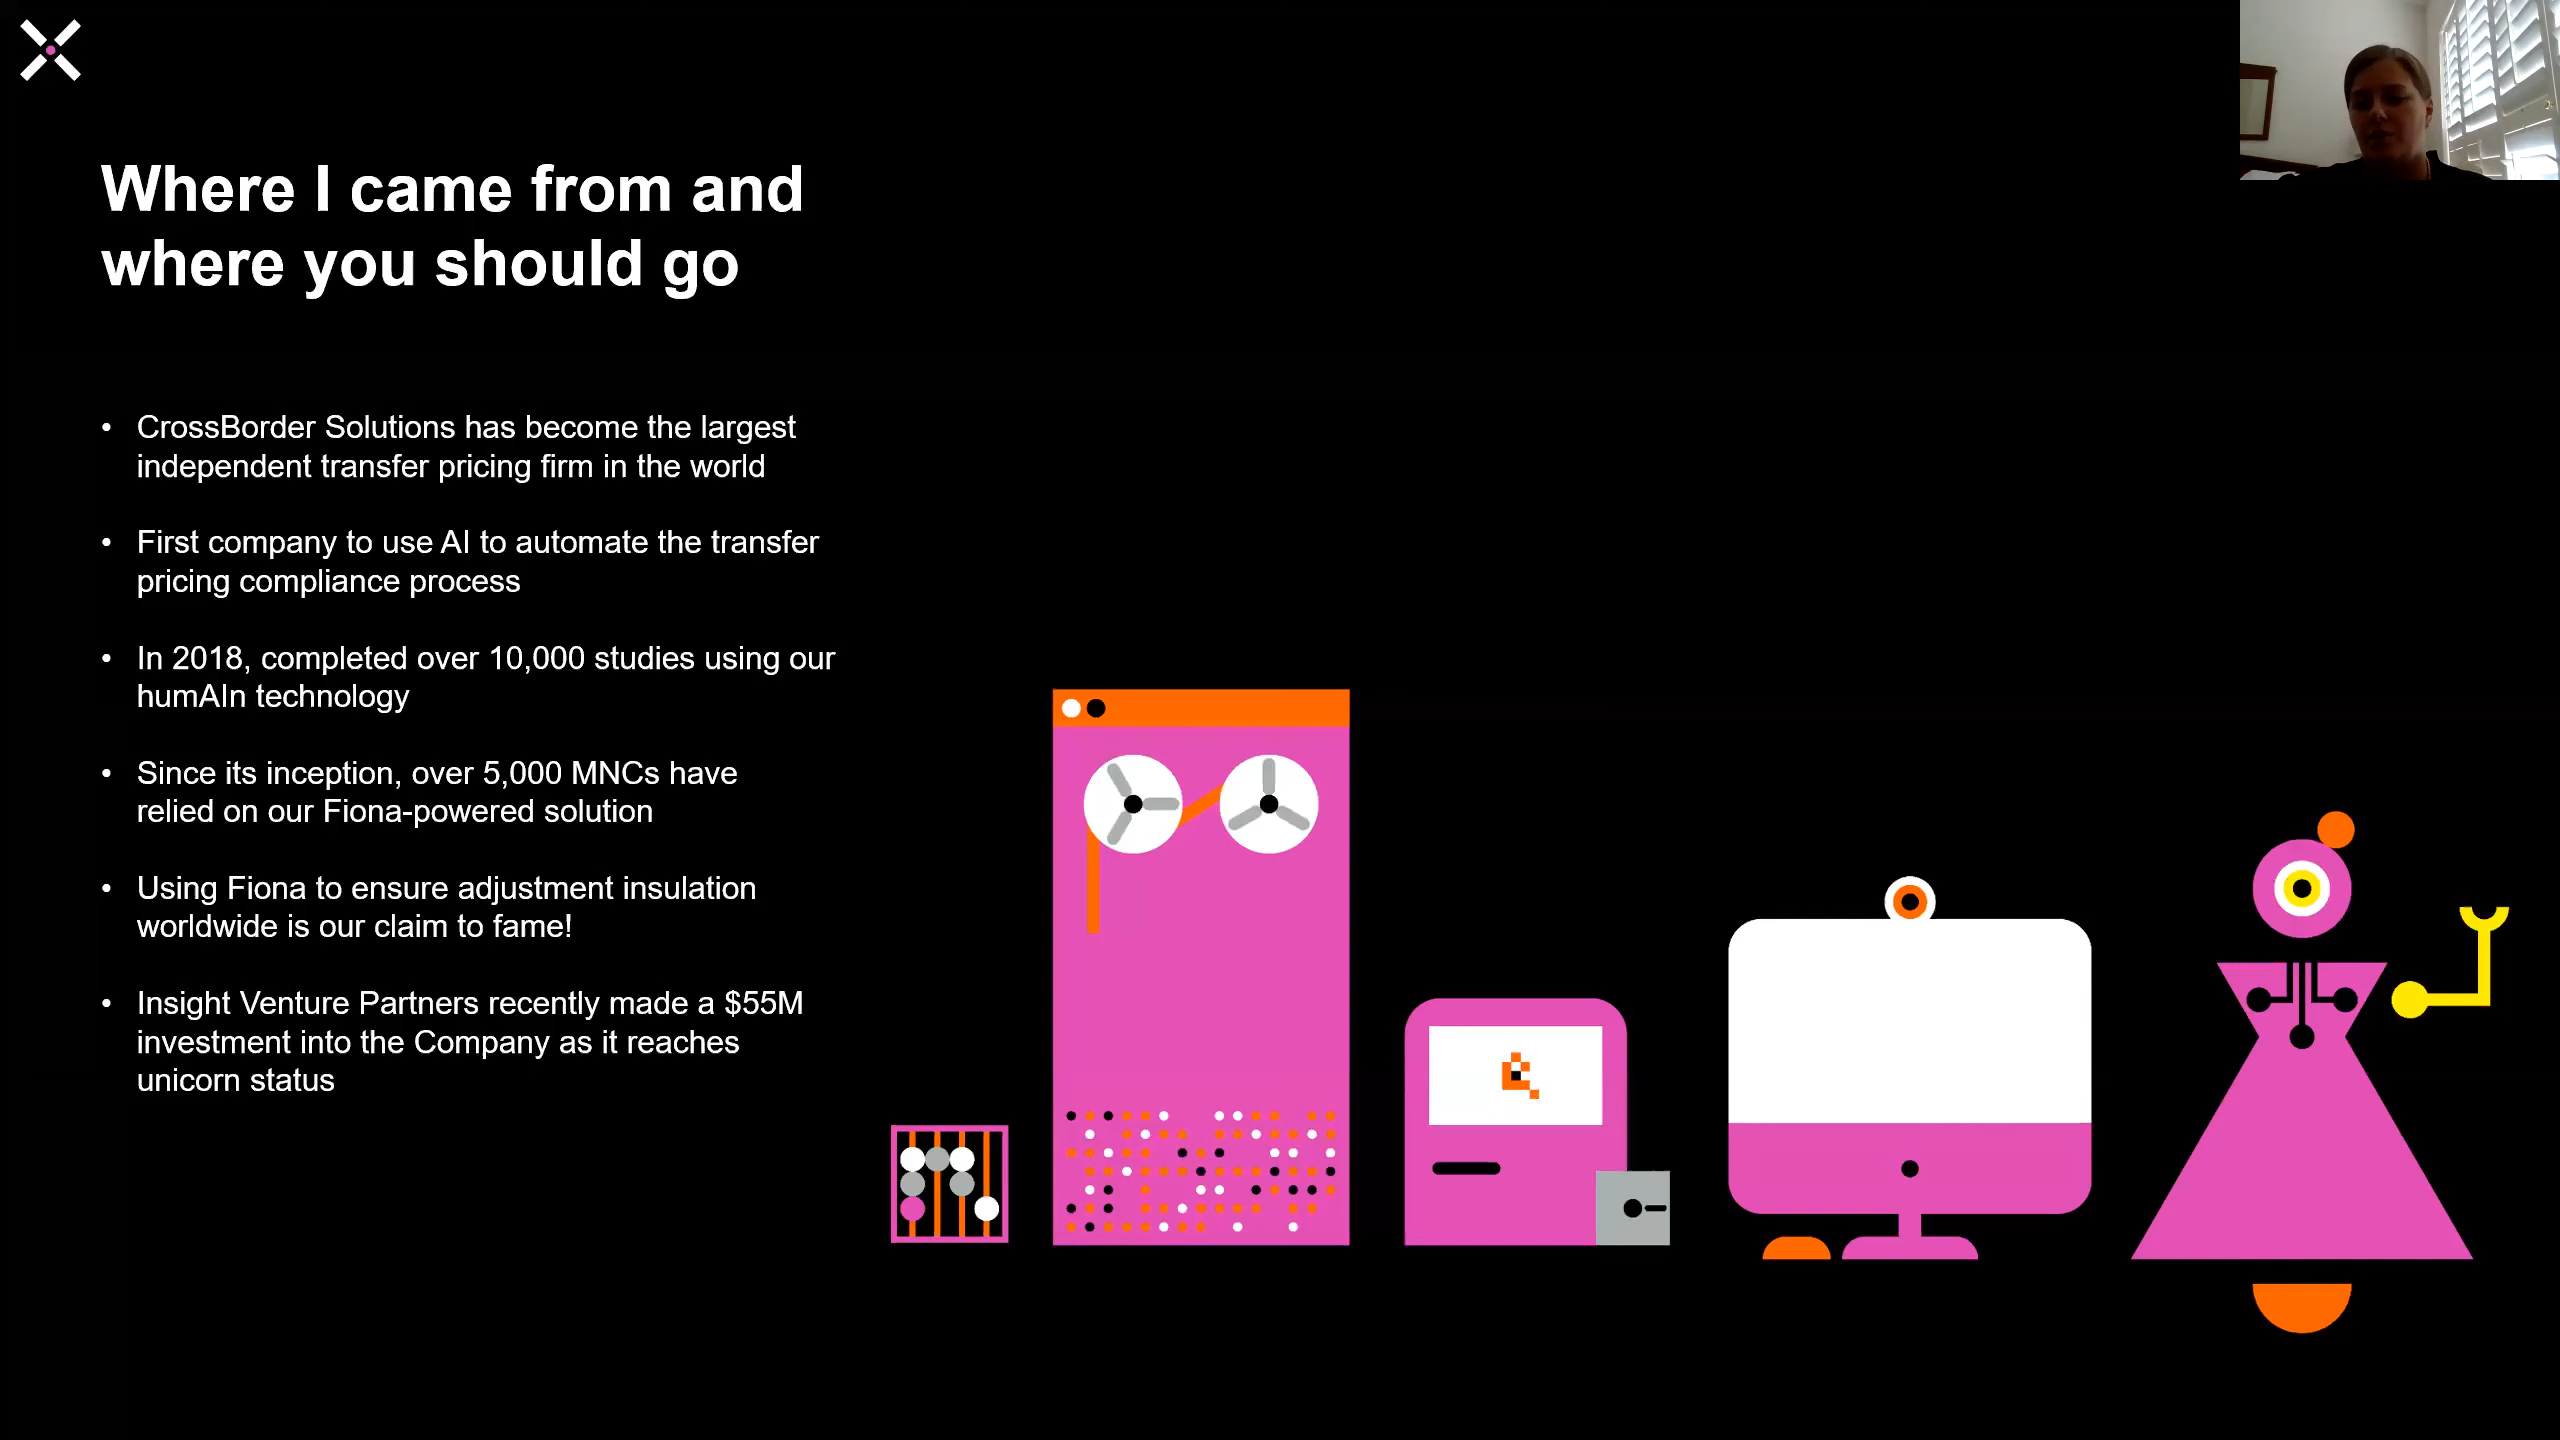 Where I came from and
where you should go
• CrossBorder Solutions has become the largest
independent transfer pricing firm in the world
• First company to use AI to automate the transfer
pricing compliance process
• In 2018, completed over 10,000 studies using our
humAIn technology
• Since its inception, over 5,000 MNCs have
relied on our Fiona-powered solution
• Using Fiona to ensure adjustment insulation
worldwide is our claim to fame!
• Insight Venture Partners recently made a $55M
investment into the Company as it reaches
unicorn status